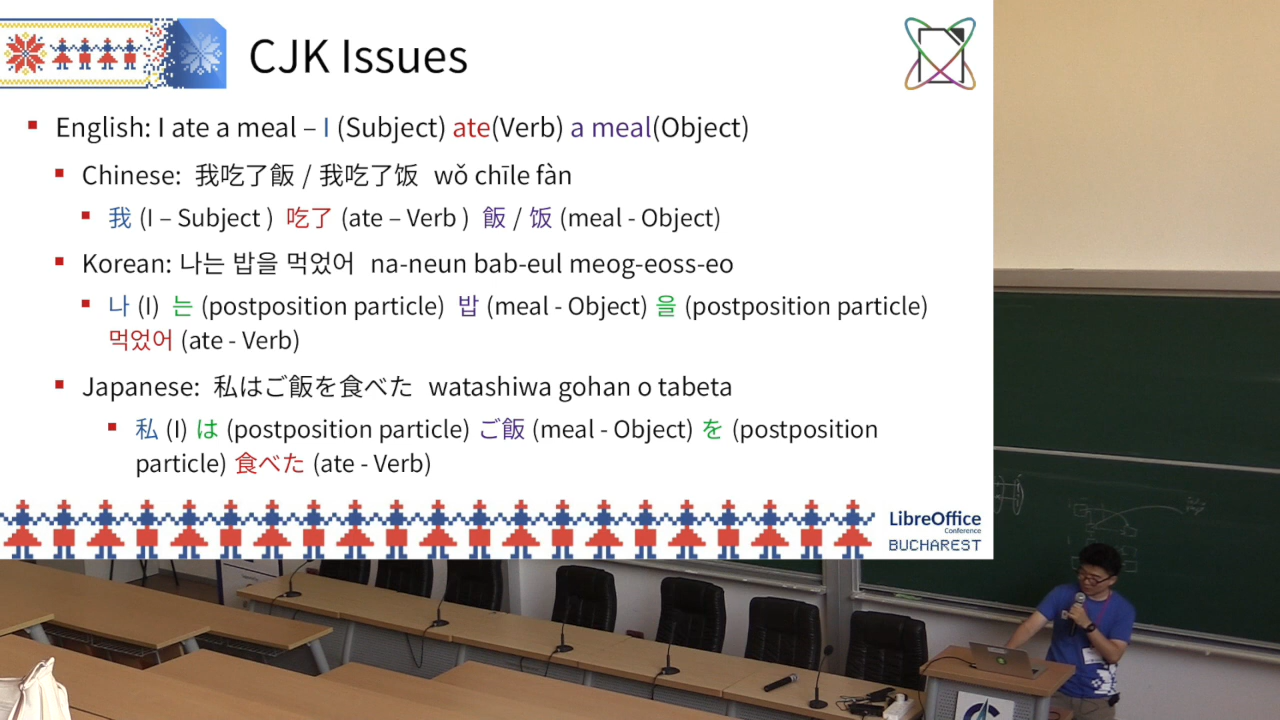 CJK Issues
English: I ate a meal – I (Subject) ate(Verb) a meal(Object)
Chinese: 我吃了飯 / 我吃了饭 wǒ chīle fàn
我 (I – Subject ) 吃了 (ate – Verb ) 飯 / 饭 (meal - Object)
Korean: 나는 밥을 먹었어 na-neun bab-eul meog-eoss-eo
나 (I) 는 (postposition particle) 밥 (meal - Object) 을 (postposition particle)
먹었어 (ate - Verb)
Japanese: 私はご飯を食べた watashiwa gohan o tabeta
私 (I) は (postposition particle) ご飯 (meal - Object) を (postposition
particle) 食べた (ate - Verb)
LibreOffice
Conference
BUCHAREST